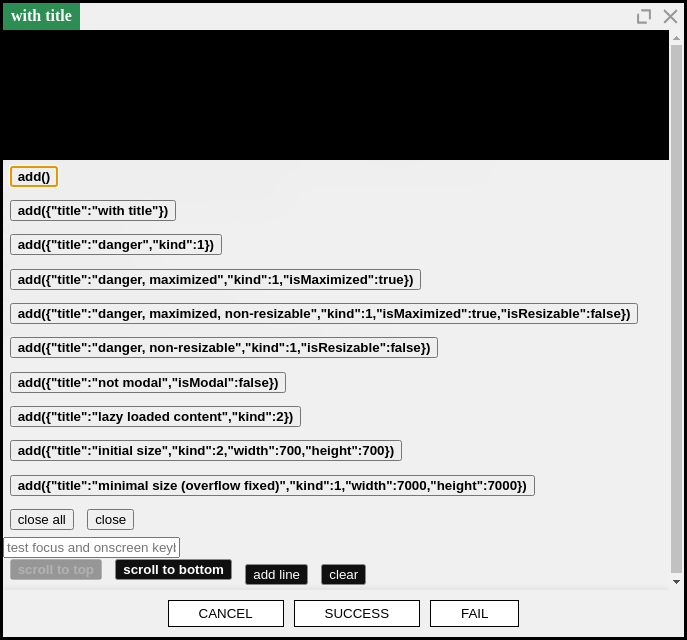 with title
add()
add({"title":"with title"})
add({"title":"danger","kind":1})
add({"title":"danger, maximized","kind":1,"isMaximized":true})
add({"title":"danger, maximized, non-resizable","kind":1,"isMaximized":true,"isResizable":false})
add({"title":"danger, non-resizable","kind":1,"isResizable":false})
add({"title":"not modal","isModal":false})
add({"title":"lazy loaded content","kind":2})
add({"title":"initial size","kind":2,"width":700,"height":700})
add({"title":"minimal size (overflow fixed)","kind":1,"width":7000,"height":7000})
close all close
test focus and onscreen
scroll to top scroll to bottom add line clear
CANCEL SUCCESS FAIL